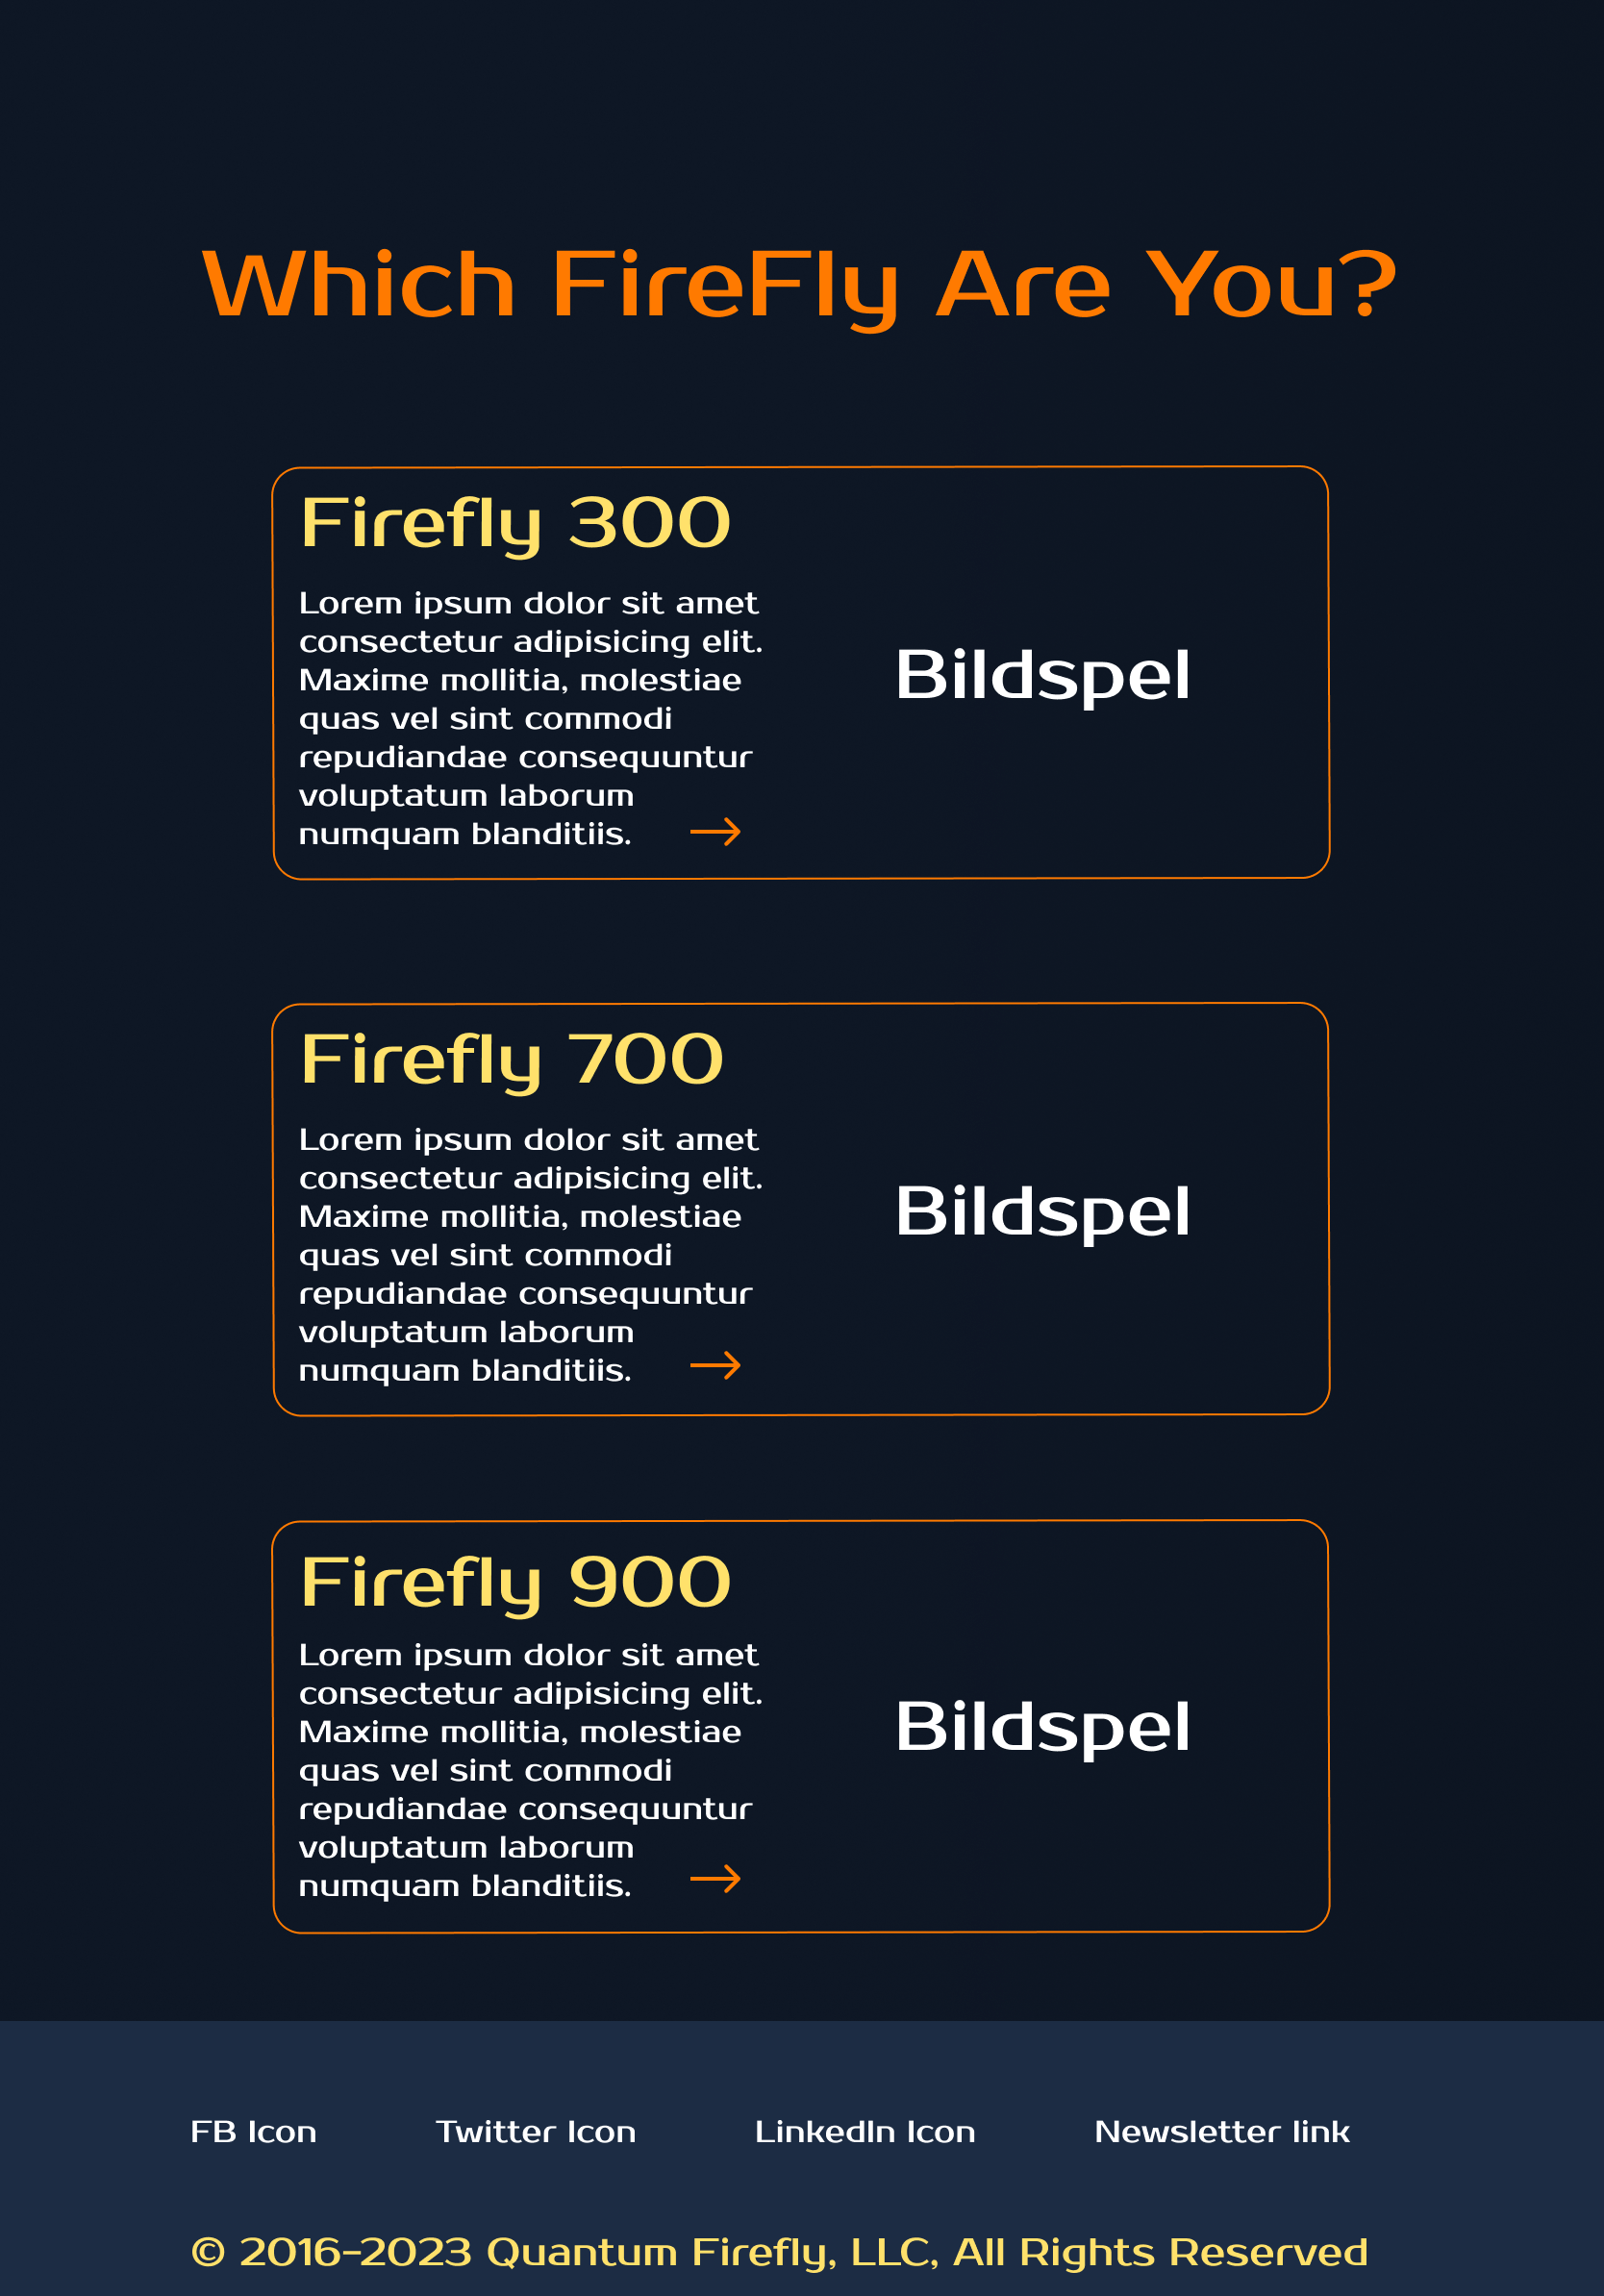 Which FireFly Are You?
Firefly 300
Lorem ipsum dolor sit amet
consectetur adipisicing elit.
Maxime mollitia, molestiae
quas vel sint commodi
repudiandae consequuntur
voluptatum laborum
numquam blanditiis.
Bildspel
Firefly 700
Lorem ipsum dolor sit amet
consectetur adipisicing elit.
Maxime mollitia, molestiae
quas vel sint commodi
repudiandae consequuntur
voluptatum laborum
numquam blanditiis.
Bildspel
Firefly 900
Lorem ipsum dolor sit amet
consectetur adipisicing elit.
Maxime mollitia, molestiae
quas vel sint commodi
repudiandae consequuntur
voluptatum laborum
numquam blanditiis.
Bildspel
FB Icon Twitter Icon LinkedIn Icon Newsletter link
© 2016-2023 Quantum Firefly, LLC, All Rights Reserved